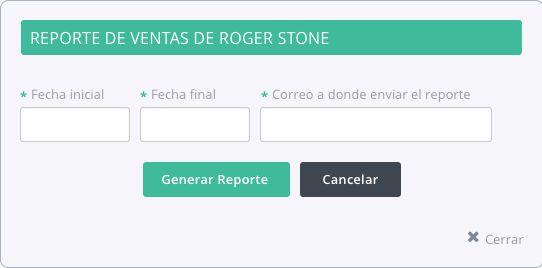 REPORTE DE VENTAS DE ROGER STONE
* Fecha inicial * Fecha final * Correo a donde enviar el reporte
Generar Reporte Cancelar
✖ Cerrar